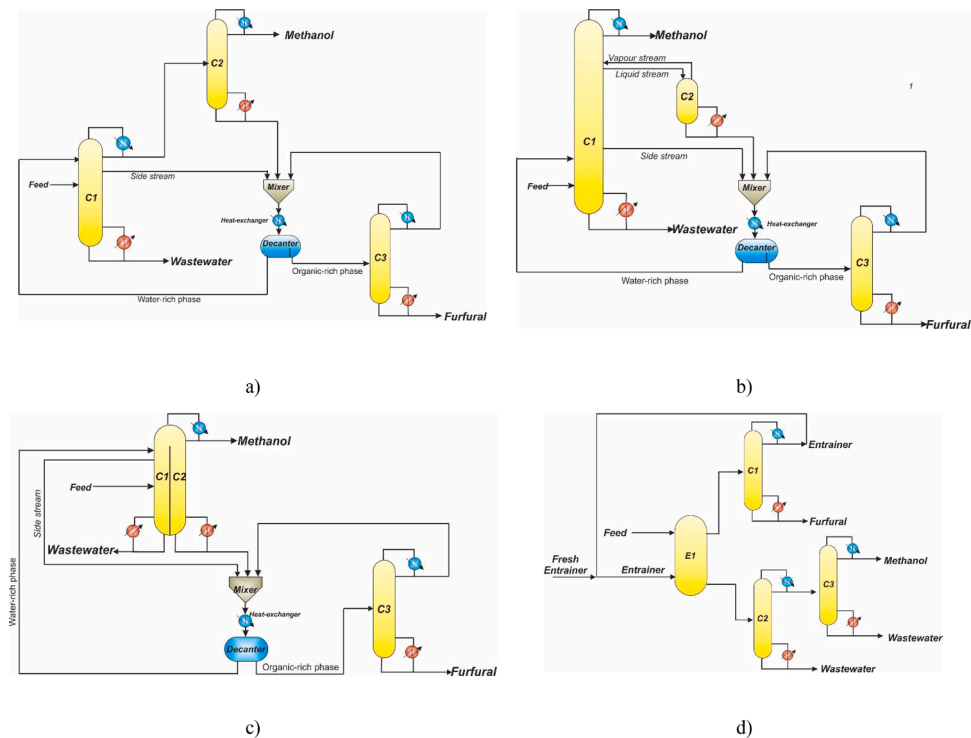 Methanol
C2
C1
Feed
Side stream
Mixer
Heat-exchanger
Decanter
Wastewater
Organic-rich phase
C3
Water-rich phase
Furfural
a)
Methanol
Vapour stream
Liquid stream
C2
1
C1
Side stream
Feed
Mixer
Heat-exchanger
Wastewater
Decanter
Organic-rich phase
C3
Water-rich phase
Furfural
b)
Methanol
C1 C2
Feed
Side stream
Wastewater
Water-rich phase
Mixer
Heat-exchanger
C3
Decanter
Organic-rich phase
Furfural
c)
Entrainer
C1
Furfural
Feed
E1
Fresh
Entrainer
Entrainer
Methanol
C3
C2
Wastewater
Wastewater
d)